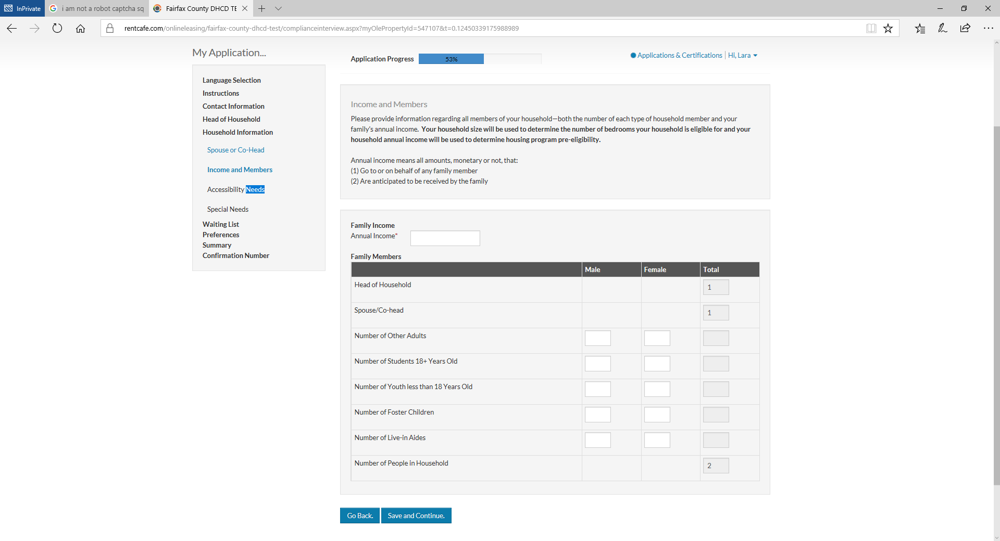 InPrivate
i am not a robot captcha sq
Fairfax County DHCD TE
rentcafe.com/onlineleasing/fairfax-county-dhcd-test/complianceinterview.aspx?myOlePropertyId=547107&t=0.12450339175988989
My Application...
Application Progress
53%
Applications & Certifications
Hi, Lara
Language Selection
Instructions
Contact Information
Head of Household
Household Information
Spouse or Co-Head
Income and Members
Accessibility Needs
Special Needs
Waiting List
Preferences
Summary
Confirmation Number
Income and Members
Please provide information regarding all members of your household—both the number of each type of household member and your
family's annual income. Your household size will be used to determine the number of bedrooms your household is eligible for and your
household annual income will be used to determine housing program pre-eligibility.
Annual income means all amounts, monetary or not, that:
(1) Go to or on behalf of any family member
(2) Are anticipated to be received by the family
Family Income
Annual Income*
Family Members
Male Female Total
Head of Household 1
Spouse/Co-head 1
Number of Other Adults
Number of Students 18+ Years Old
Number of Youth less than 18 Years Old
Number of Foster Children
Number of Live-in Aides
Number of People in Household 2
Go Back. Save and Continue.